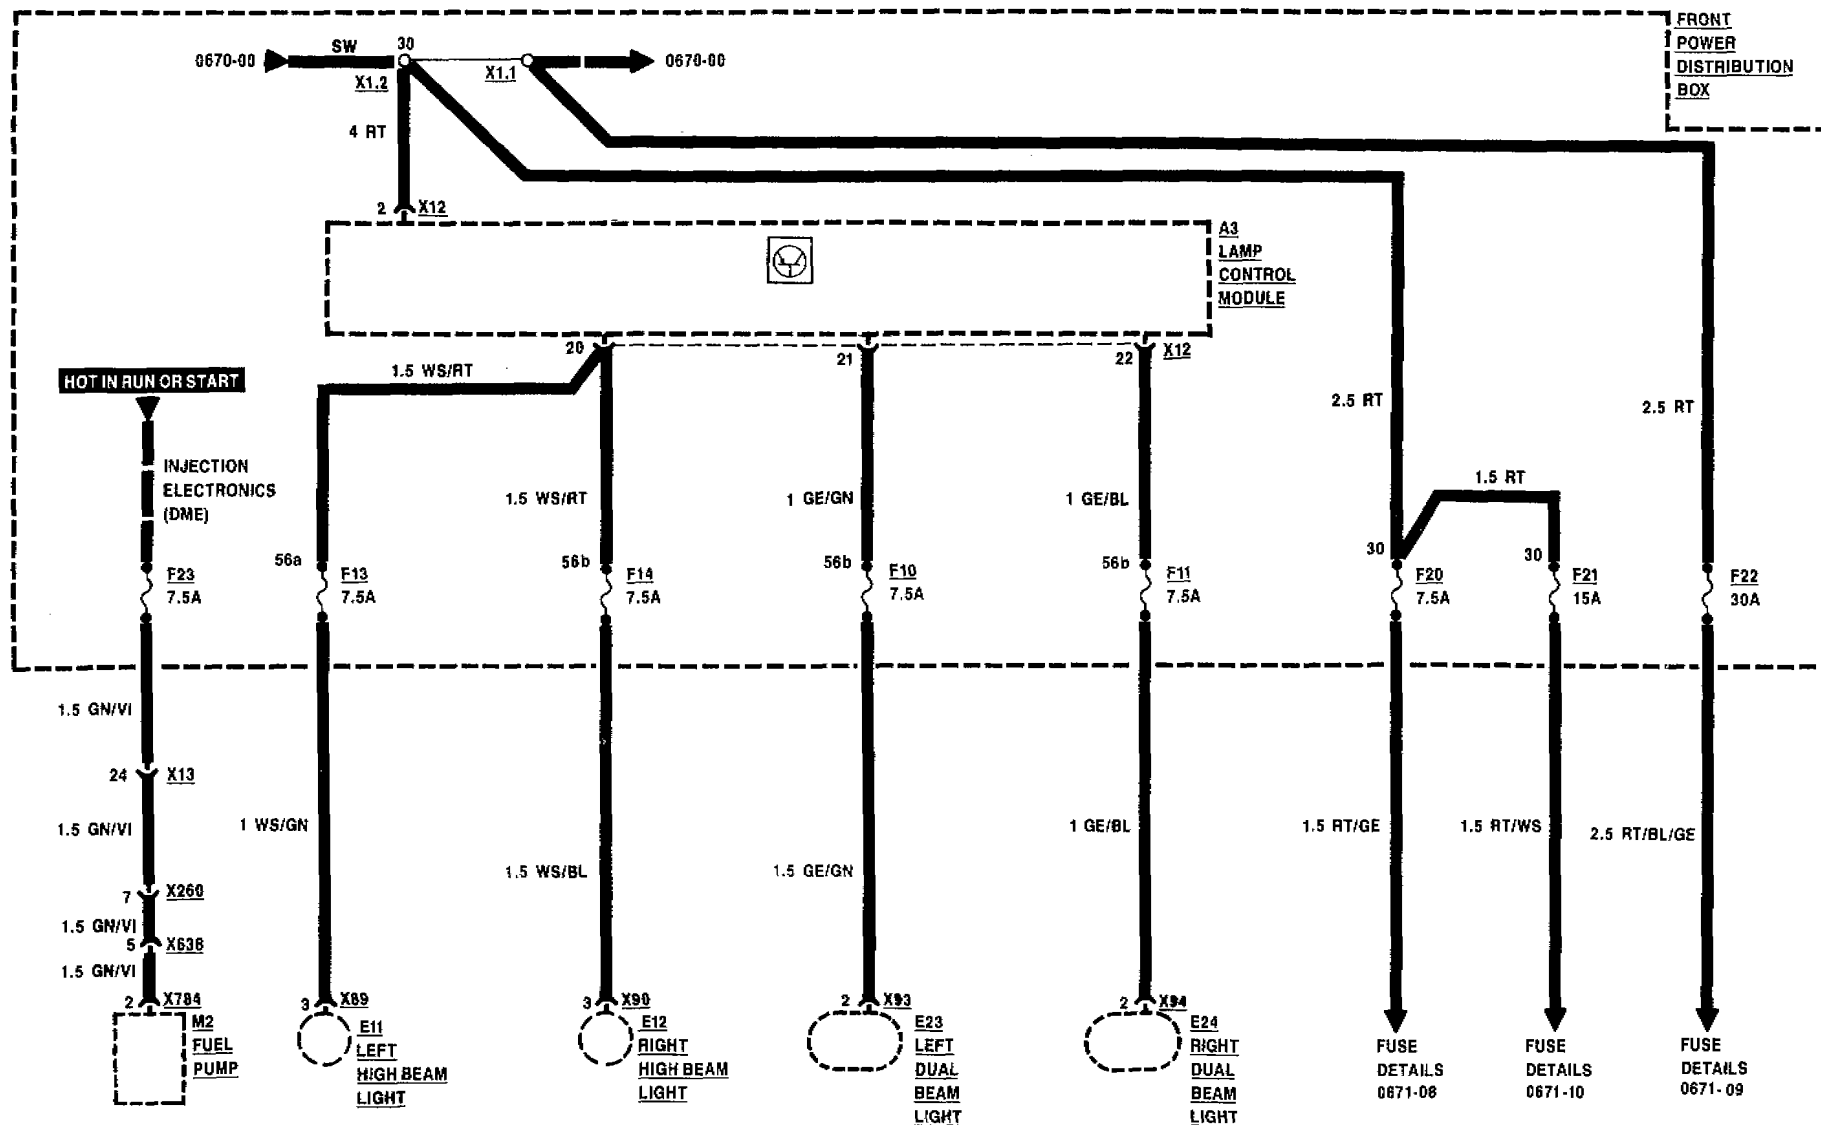 FRONT
POWER
DISTRIBUTION
BOX
0670-00
SW
30
X1.2
X1.1
0670-00
4 RT
2
X12
A3
LAMP
CONTROL
MODULE
20
21
22
X12
1.5 WS/RT
HOT IN RUN OR START
2.5 RT
2.5 RT
INJECTION
ELECTRONICS
(DME)
1.5 WS/RT
1 GE/GN
1 GE/BL
1.5 RT
56a
56b
56b
56b
30
30
F23
7.5A
F13
7.5A
F14
7.5A
F10
7.5A
F11
7.5A
F20
7.5A
F21
15A
F22
30A
1.5 GN/VI
24
X13
1.5 GN/VI
1 WS/GN
1.5 WS/BL
1.5 GE/GN
1 GE/BL
1.5 RT/GE
1.5 RT/WS
2.5 RT/BL/GE
7
X260
1.5 GN/VI
5
X638
1.5 GN/VI
2
X784
3
X89
3
X90
2
X93
2
X94
M2
FUEL
PUMP
E11
LEFT
HIGH BEAM
LIGHT
E12
RIGHT
HIGH BEAM
LIGHT
E23
LEFT
DUAL
BEAM
LIGHT
E24
RIGHT
DUAL
BEAM
LIGHT
FUSE
DETAILS
0671-08
FUSE
DETAILS
0671-10
FUSE
DETAILS
0671-09